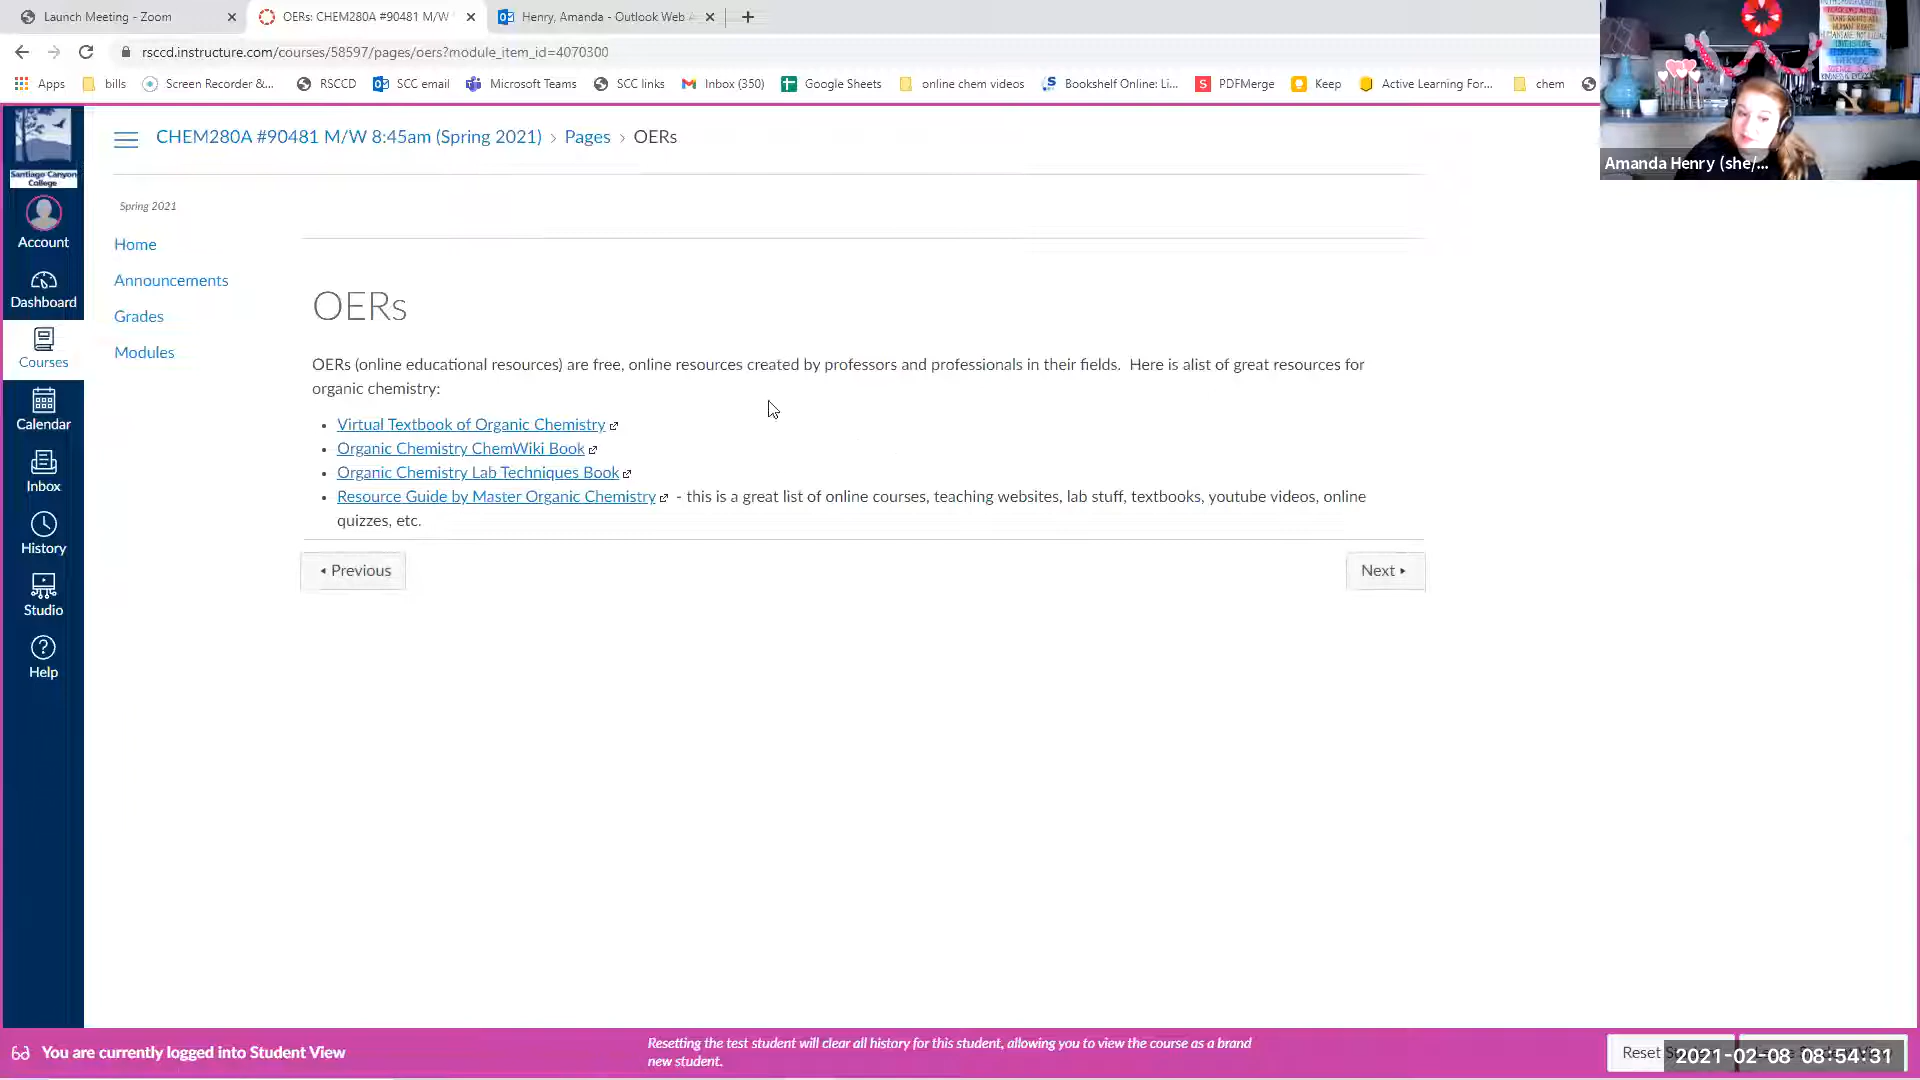 Launch Meeting - Zoom
OERs: CHEM280A #90481 M/W
Henry, Amanda - Outlook Web
rsccd.instructure.com/courses/58597/pages/oers?module_item_id=4070300
Apps
bills
Screen Recorder &...
RSCCD
SCC email
Microsoft Teams
SCC links
Inbox (350)
Google Sheets
online chem videos
Bookshelf Online: Li...
PDFMerge
Keep
Active Learning For...
chem
Amanda Henry (she/...
Santiago Canyon
College
Account
Dashboard
Courses
Calendar
Inbox
History
Studio
Help
CHEM280A #90481 M/W 8:45am (Spring 2021) › Pages › OERs
Spring 2021
Home
Announcements
Grades
Modules
OERs
OERs (online educational resources) are free, online resources created by professors and professionals in their fields. Here is alist of great resources for
organic chemistry:
• Virtual Textbook of Organic Chemistry
• Organic Chemistry ChemWiki Book
• Organic Chemistry Lab Techniques Book
• Resource Guide by Master Organic Chemistry - this is a great list of online courses, teaching websites, lab stuff, textbooks, youtube videos, online
quizzes, etc.
Previous
Next
You are currently logged into Student View
Resetting the test student will clear all history for this student, allowing you to view the course as a brand
new student.
Reset
2021-02-08 08:54:31